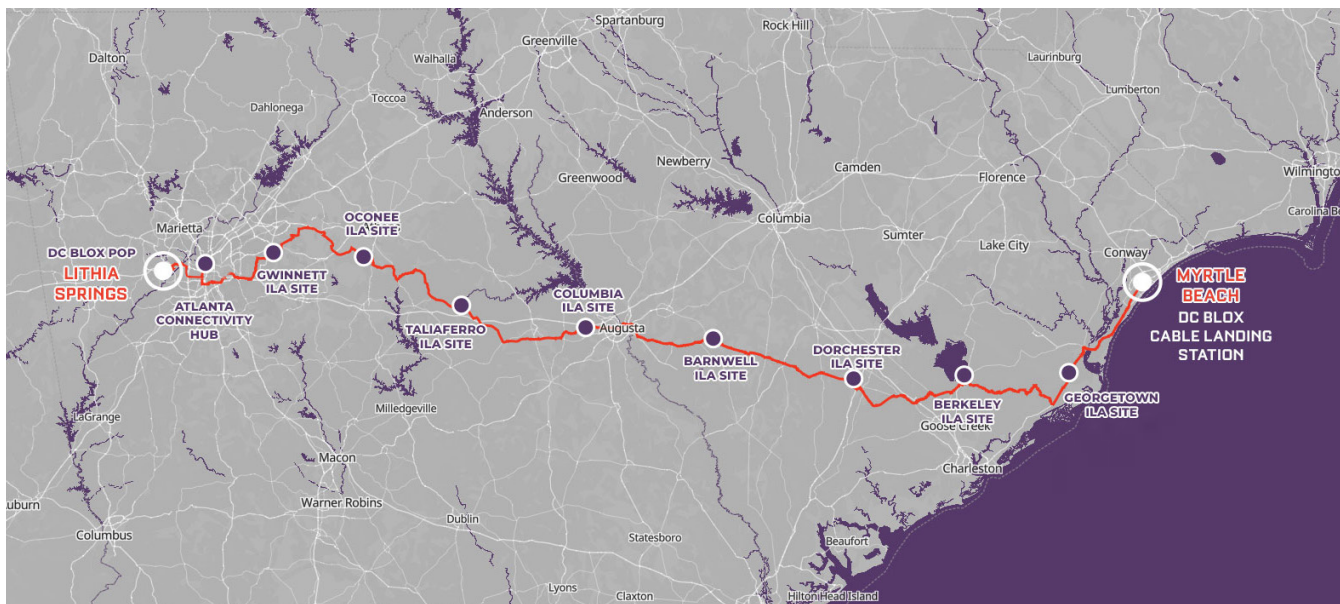 Spartanburg
Rock Hill
Dalton
Walhalla
Greenville
Laurinburg
Dahlonega
Toccoa
Anderson
Lumberton
Newberry
Camden
Greenwood
Florence
Wilmington
Marietta
OCONEE
ILA SITE
Columbia
Carolina Be
Sumter
Lake City
Conway
DC BLOX POP
LITHIA
SPRINGS
GWINNETT
ILA SITE
MYRTLE
BEACH
DC BLOX
CABLE LANDING
STATION
ATLANTA
CONNECTIVITY
HUB
COLUMBIA
ILA SITE
Augusta
TALIAFERRO
ILA SITE
BARNWELL
ILA SITE
DORCHESTER
ILA SITE
BERKELEY
ILA SITE
GEORGETOWN
ILA SITE
Milledgeville
LaGrange
Goose Creek
Macon
Charleston
uburn
Warner Robins
Dublin
Columbus
Statesboro
Beaufort
Lyons
Claxton
Hilton Head Island